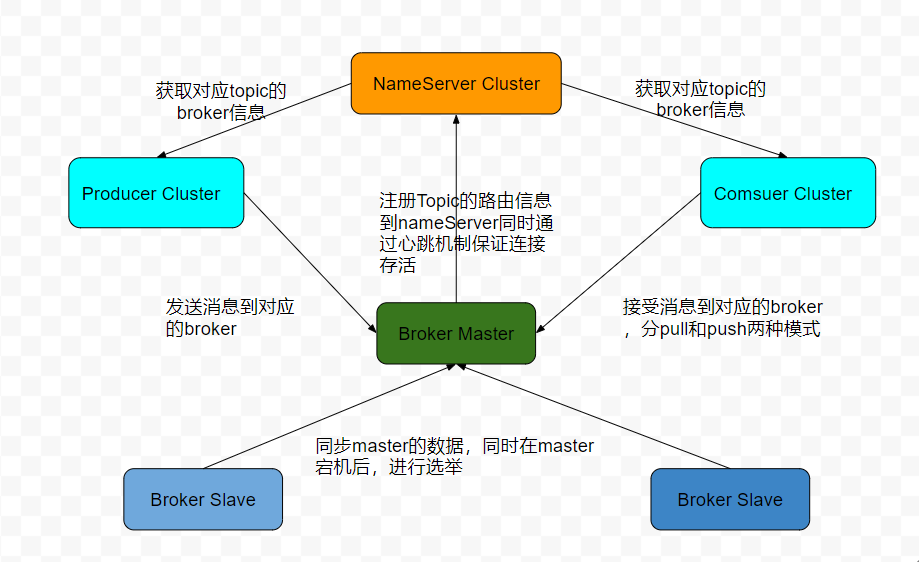 NameServer Cluster
获取对应topic的
broker信息
获取对应topic的
broker信息
Producer Cluster
Comsuer Cluster
注册Topic的路由信息
到nameServer同时通
过心跳机制保证连接
存活
发送消息到对应
的broker
接受消息到对应的broker
，分pull和push两种模式
Broker Master
同步master的数据，同时在master
宕机后，进行选举
Broker Slave
Broker Slave